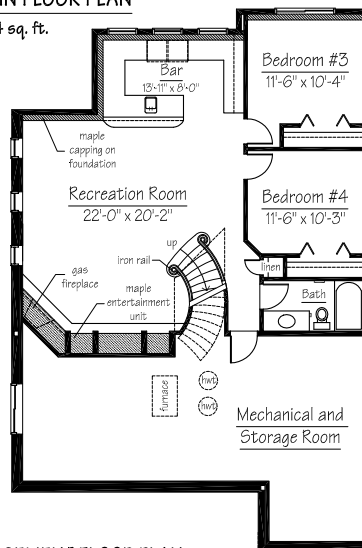 FLOOR PLAN
sq. ft.
Bar
13'-11" x 8'-0"
Bedroom #3
11'-6" x 10'-4"
maple
capping on
foundation
Recreation Room
22'-0" x 20'-2"
Bedroom #4
11'-6" x 10'-3"
up
iron rail
linen
gas
fireplace
maple
entertainment
unit
Bath
furnace
hwt
hwt
Mechanical and
Storage Room